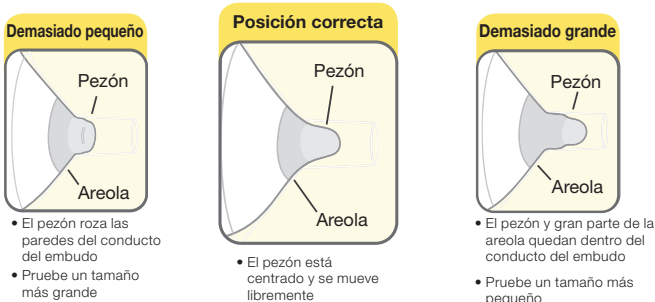 Demasiado pequeño
Pezón
Areola
• El pezón roza las
paredes del conducto
del embudo
• Pruebe un tamaño
más grande
Posición correcta
Pezón
Areola
• El pezón está
centrado y se mueve
libremente
Demasiado grande
Pezón
Areola
• El pezón y gran parte de la
areola quedan dentro del
conducto del embudo
• Pruebe un tamaño más
pequeño